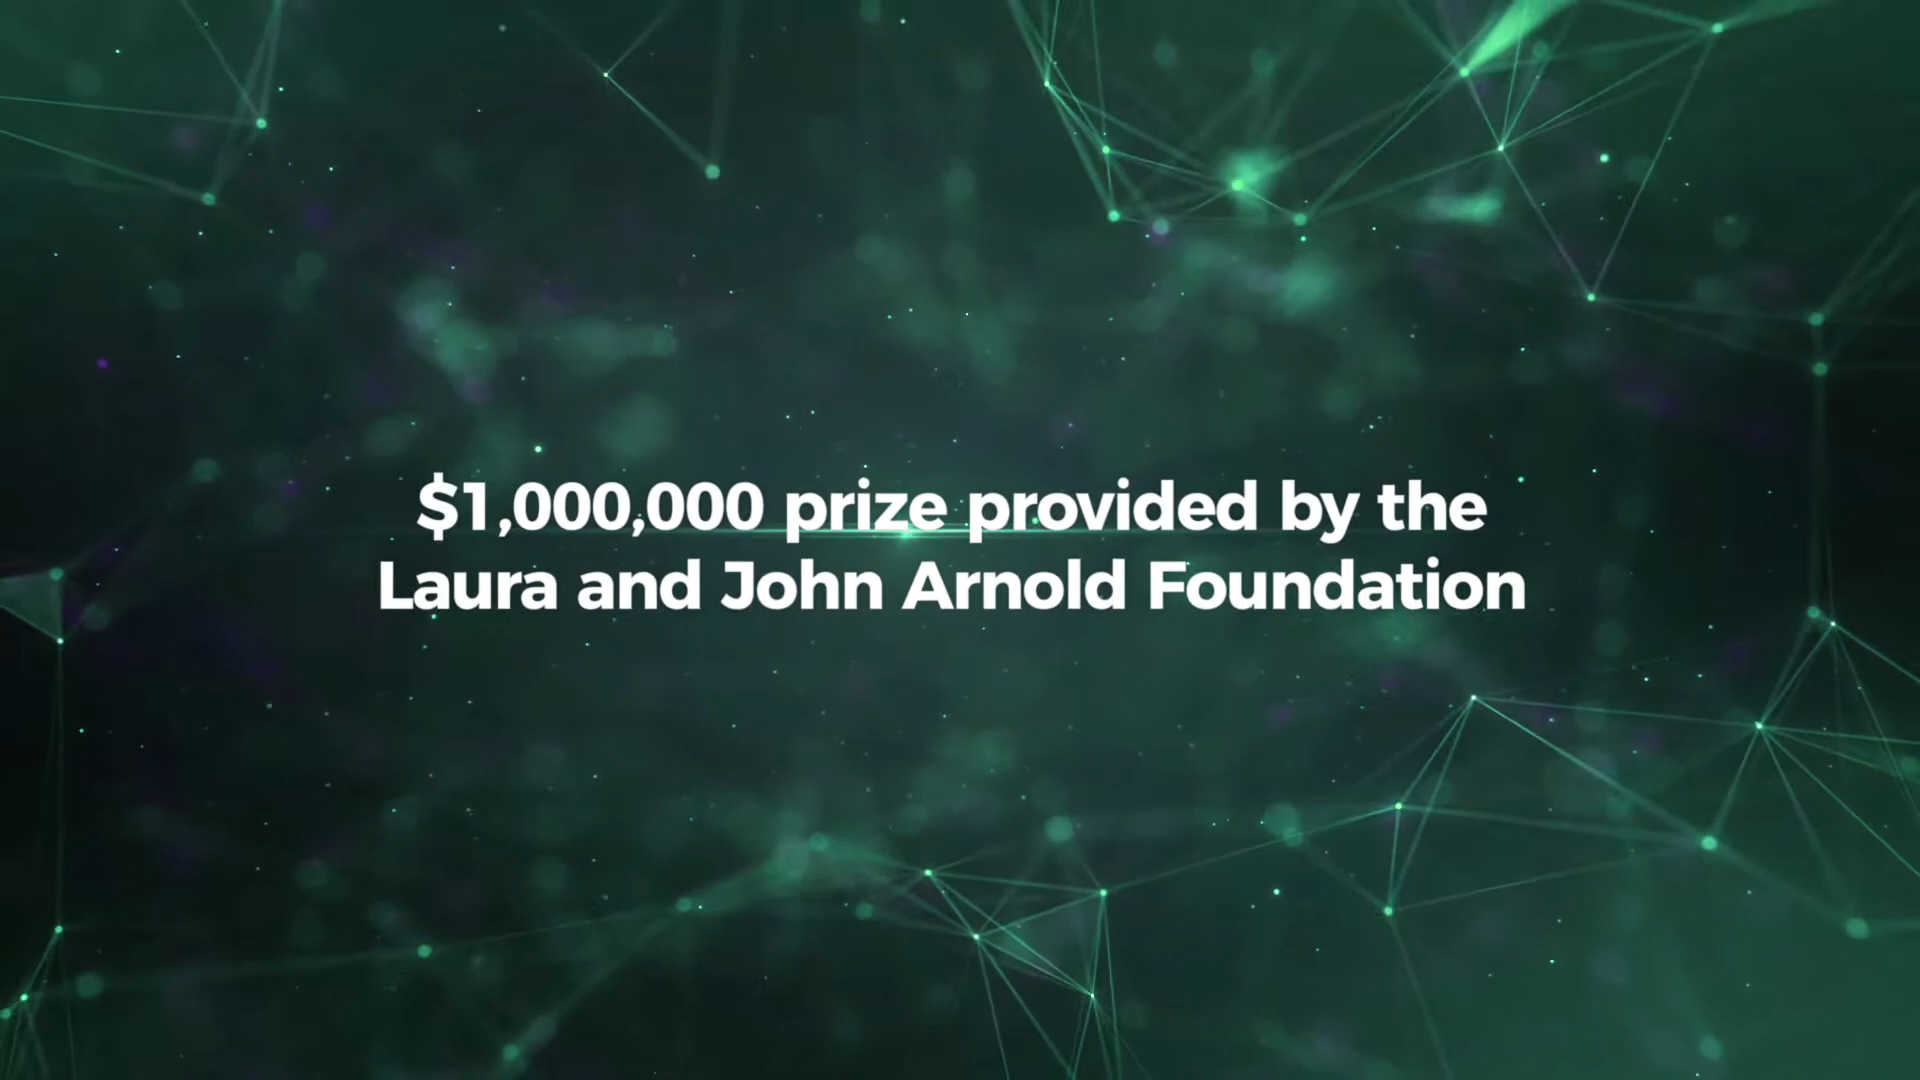 $1,000,000 prize provided by the
Laura and John Arnold Foundation